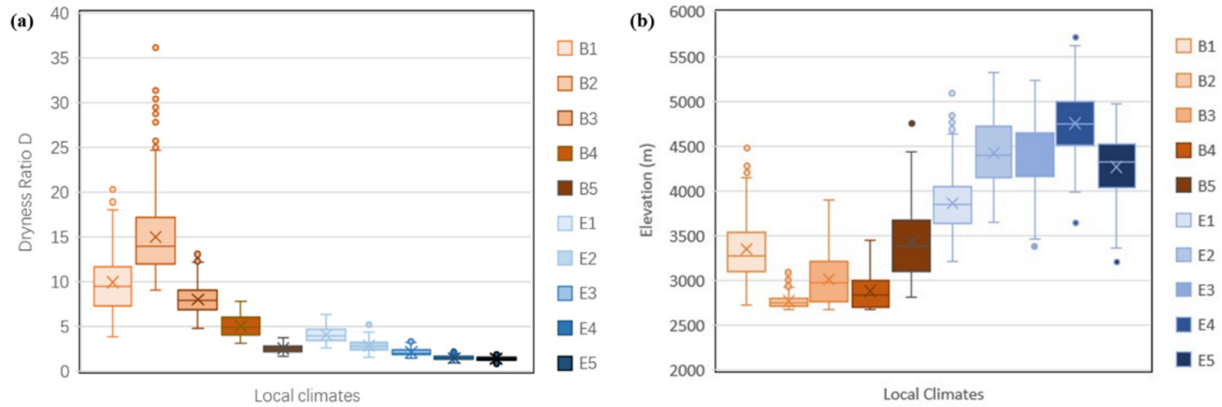 (a)
40
35
30
25
20
15
10
5
0
Dryness Ratio D
Local climates
B1
B2
B3
B4
B5
E1
E2
E3
E4
E5
(b)
6000
5500
5000
4500
4000
3500
3000
2500
2000
Elevation (m)
Local Climates
B1
B2
B3
B4
B5
E1
E2
E3
E4
E5